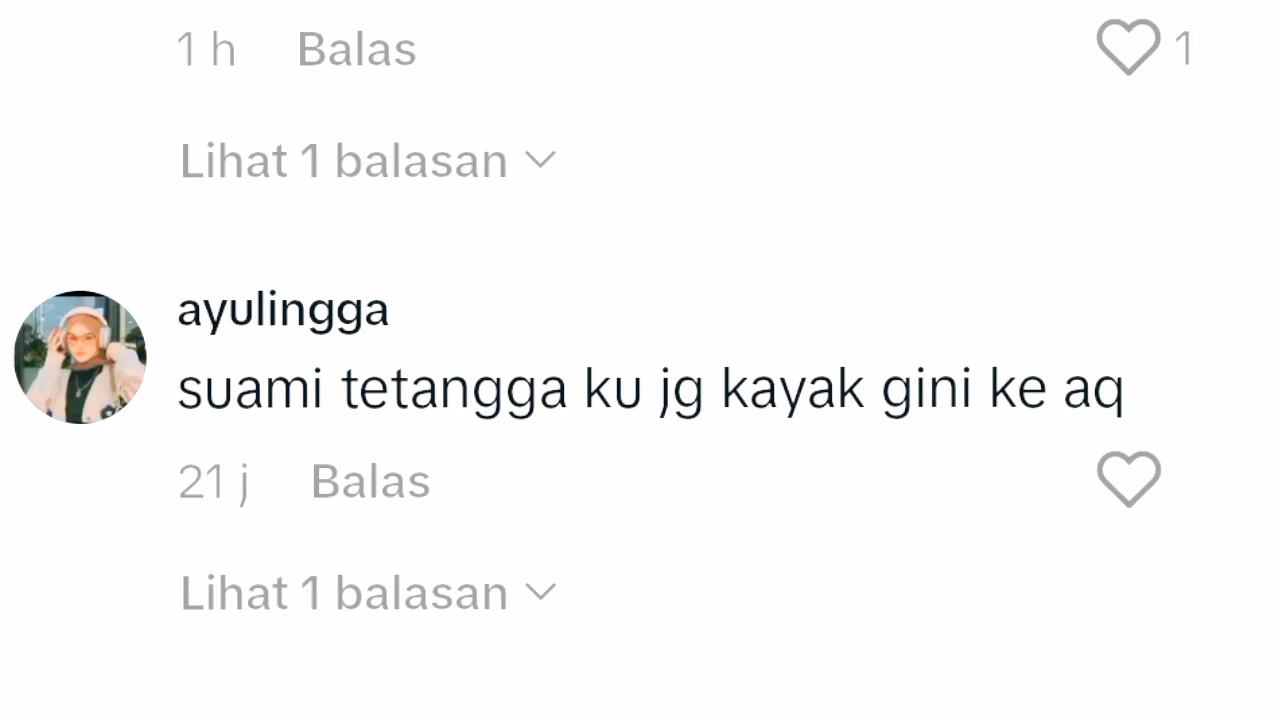 1 h Balas 1
Lihat 1 balasan
ayulingga
suami tetangga ku jg kayak gini ke aq
21 j Balas
Lihat 1 balasan